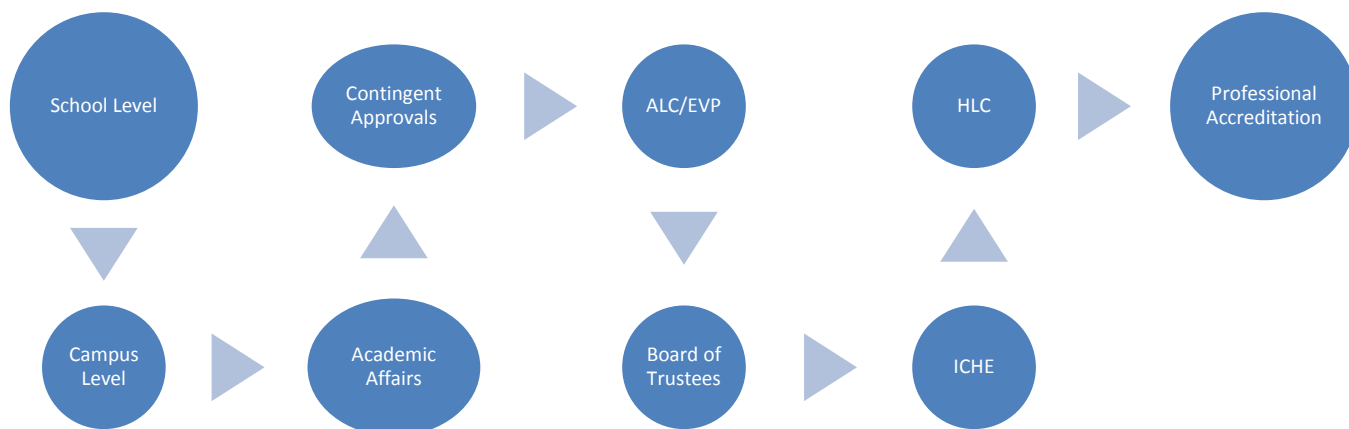 School Level
Contingent
Approvals
ALC/EVP
HLC
Professional
Accreditation
Campus
Level
Academic
Affairs
Board of
Trustees
ICHE